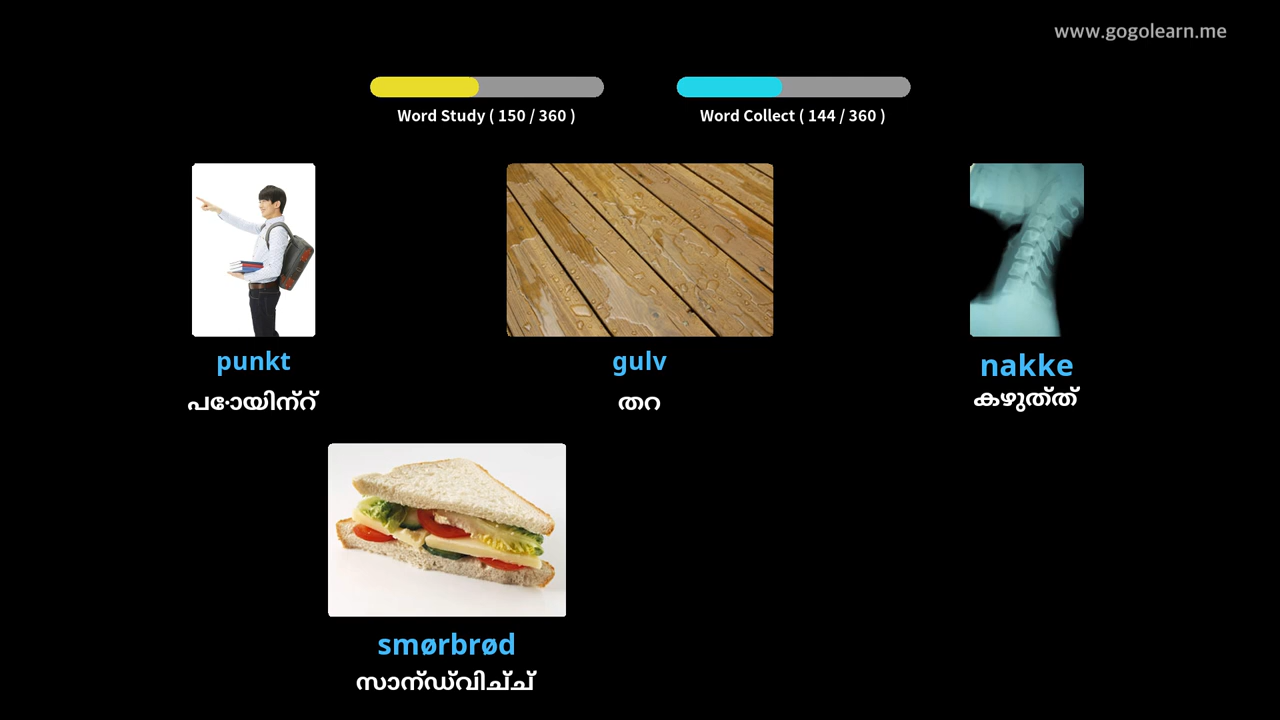 www.gogolearn.me
Word Study ( 150 / 360 )
Word Collect ( 144 / 360 )
punkt
പോയിന്റ്
gulv
തറ
nakke
കഴുത്ത്
smørbrød
സാന്ഡ്വിച്ച്